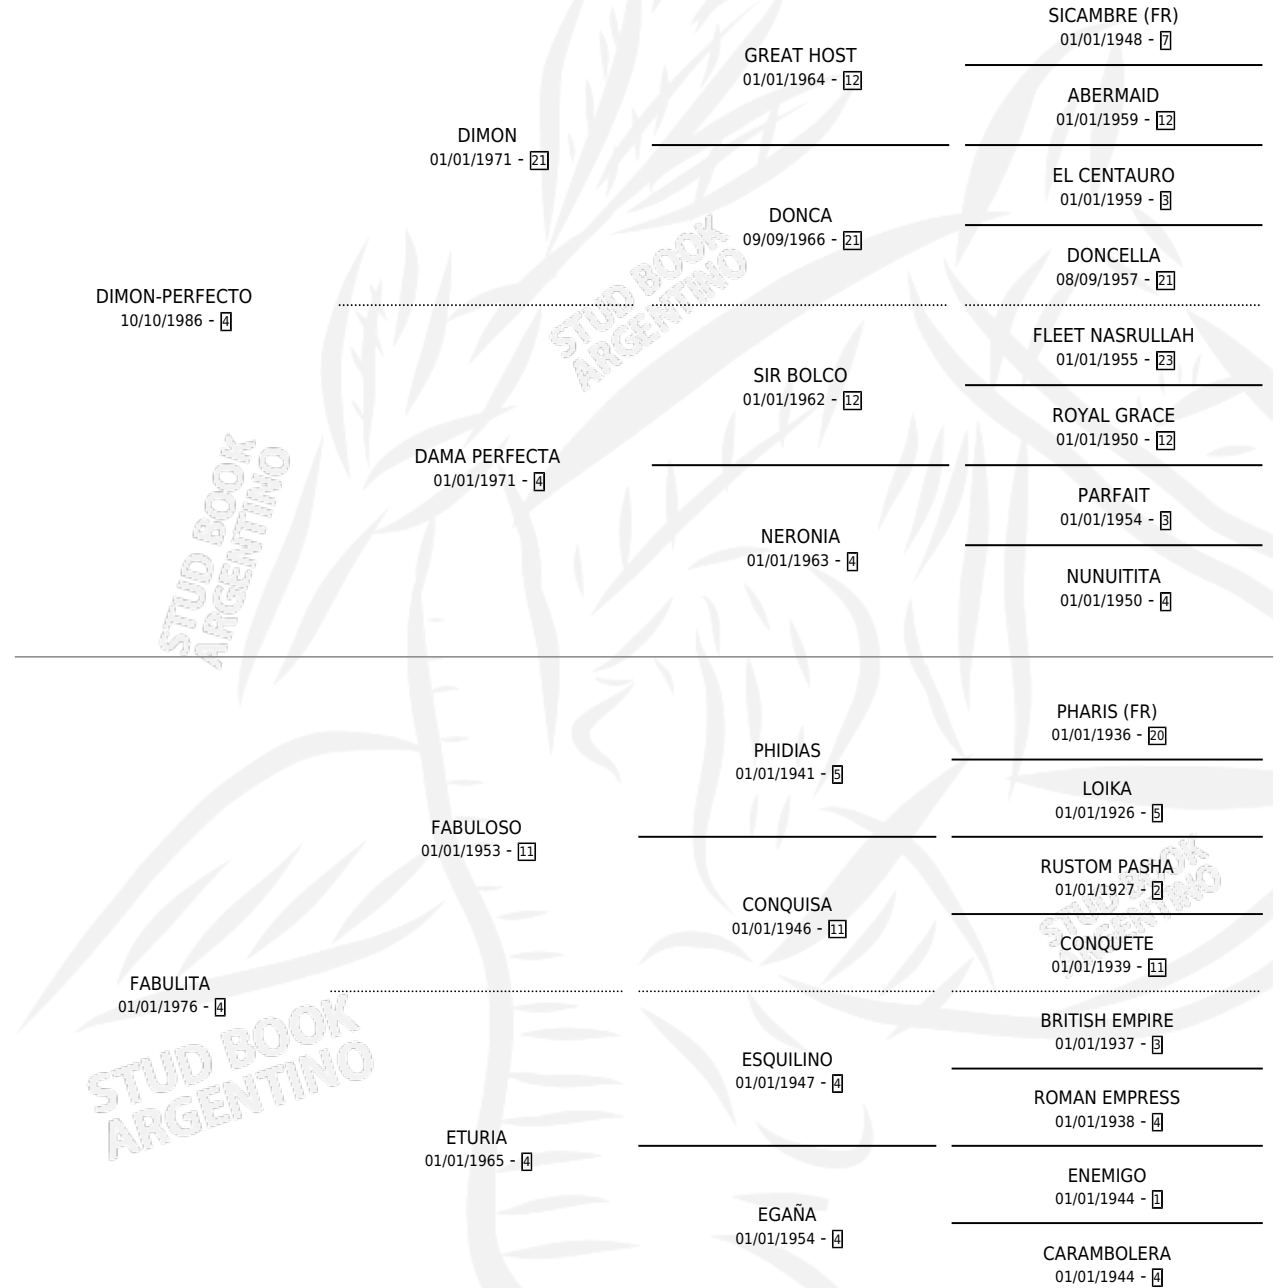 SICAMBRE (FR)
01/01/1948 - 7
GREAT HOST
01/01/1964 - 12
ABERMAID
01/01/1959 - 12
DIMON
01/01/1971 - 21
EL CENTAURO
01/01/1959 - 3
DONCA
09/09/1966 - 21
DONCELLA
08/09/1957 - 21
DIMON-PERFECTO
10/10/1986 - 4
FLEET NASRULLAH
01/01/1955 - 23
SIR BOLCO
01/01/1962 - 12
ROYAL GRACE
01/01/1950 - 12
DAMA PERFECTA
01/01/1971 - 4
PARFAIT
01/01/1954 - 3
NERONIA
01/01/1963 - 4
NUNUITITA
01/01/1950 - 4
PHARIS (FR)
01/01/1936 - 20
PHIDIAS
01/01/1941 - 5
LOIKA
01/01/1926 - 5
FABULOSO
01/01/1953 - 11
RUSTOM PASHA
01/01/1927 - 2
CONQUISA
01/01/1946 - 11
CONQUETE
01/01/1939 - 11
FABULITA
01/01/1976 - 4
BRITISH EMPIRE
01/01/1937 - 3
ESQUILINO
01/01/1947 - 4
ROMAN EMPRESS
01/01/1938 - 4
ETURIA
01/01/1965 - 4
ENEMIGO
01/01/1944 - 1
EGAÑA
01/01/1954 - 4
CARAMBOLERA
01/01/1944 - 4
STUD BOOK
ARGENTINO
STUD BOOK
ARGENTINO
STUD BOOK
ARGENTINO
STUD BOOK
ARGENTINO